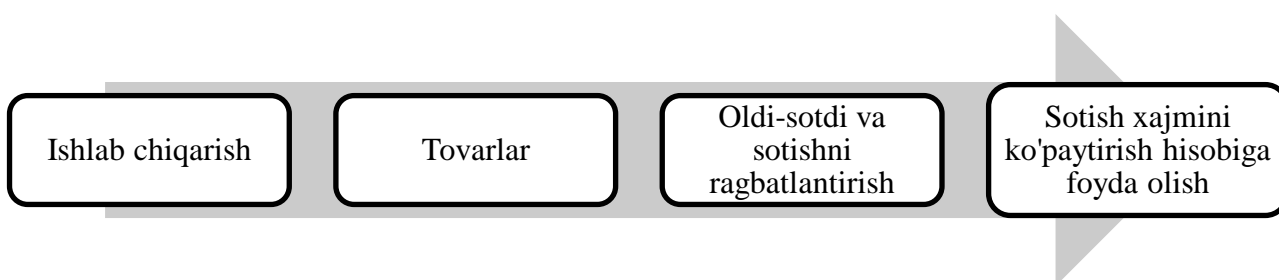 Ishlab chiqarish
Tovarlar
Oldi-sotdi va
sotishni
ragbatlantirish
Sotish xajmini
ko'paytirish hisobiga
foyda olish